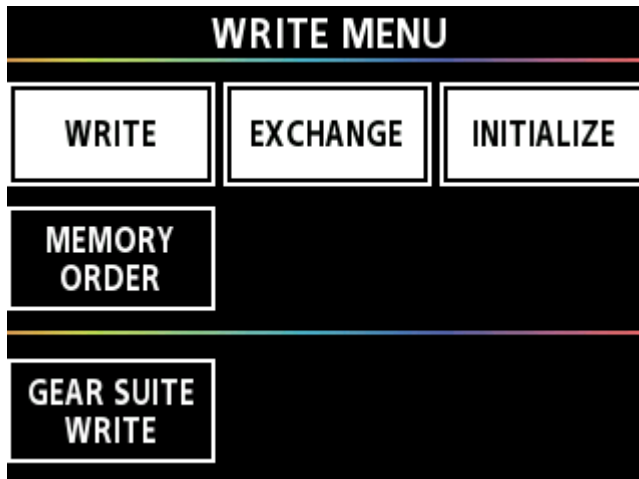 WRITE MENU
WRITE
EXCHANGE
INITIALIZE
MEMORY
ORDER
GEAR SUITE
WRITE